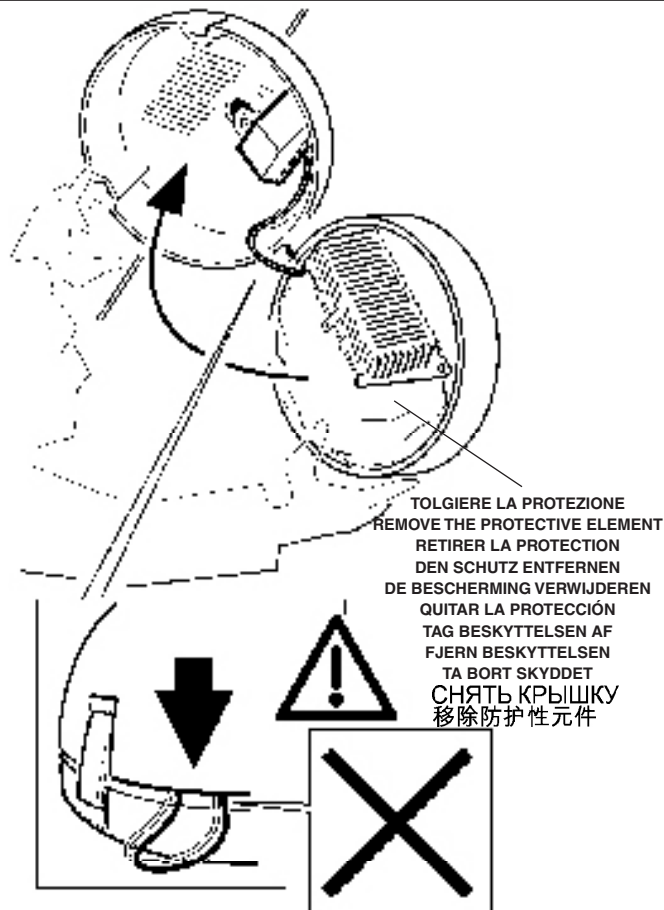 TOLGIERE LA PROTEZIONE
REMOVE THE PROTECTIVE ELEMENT
RETIRER LA PROTECTION
DEN SCHUTZ ENTFERNEN
DE BESCHERMING VERWIJDEREN
QUITAR LA PROTECCIÓN
TAG BESKYTTELSEN AF
FJERN BESKYTTELSEN
TA BORT SKYDDET
СНЯТЬ КРЫШКУ
移除防护性元件